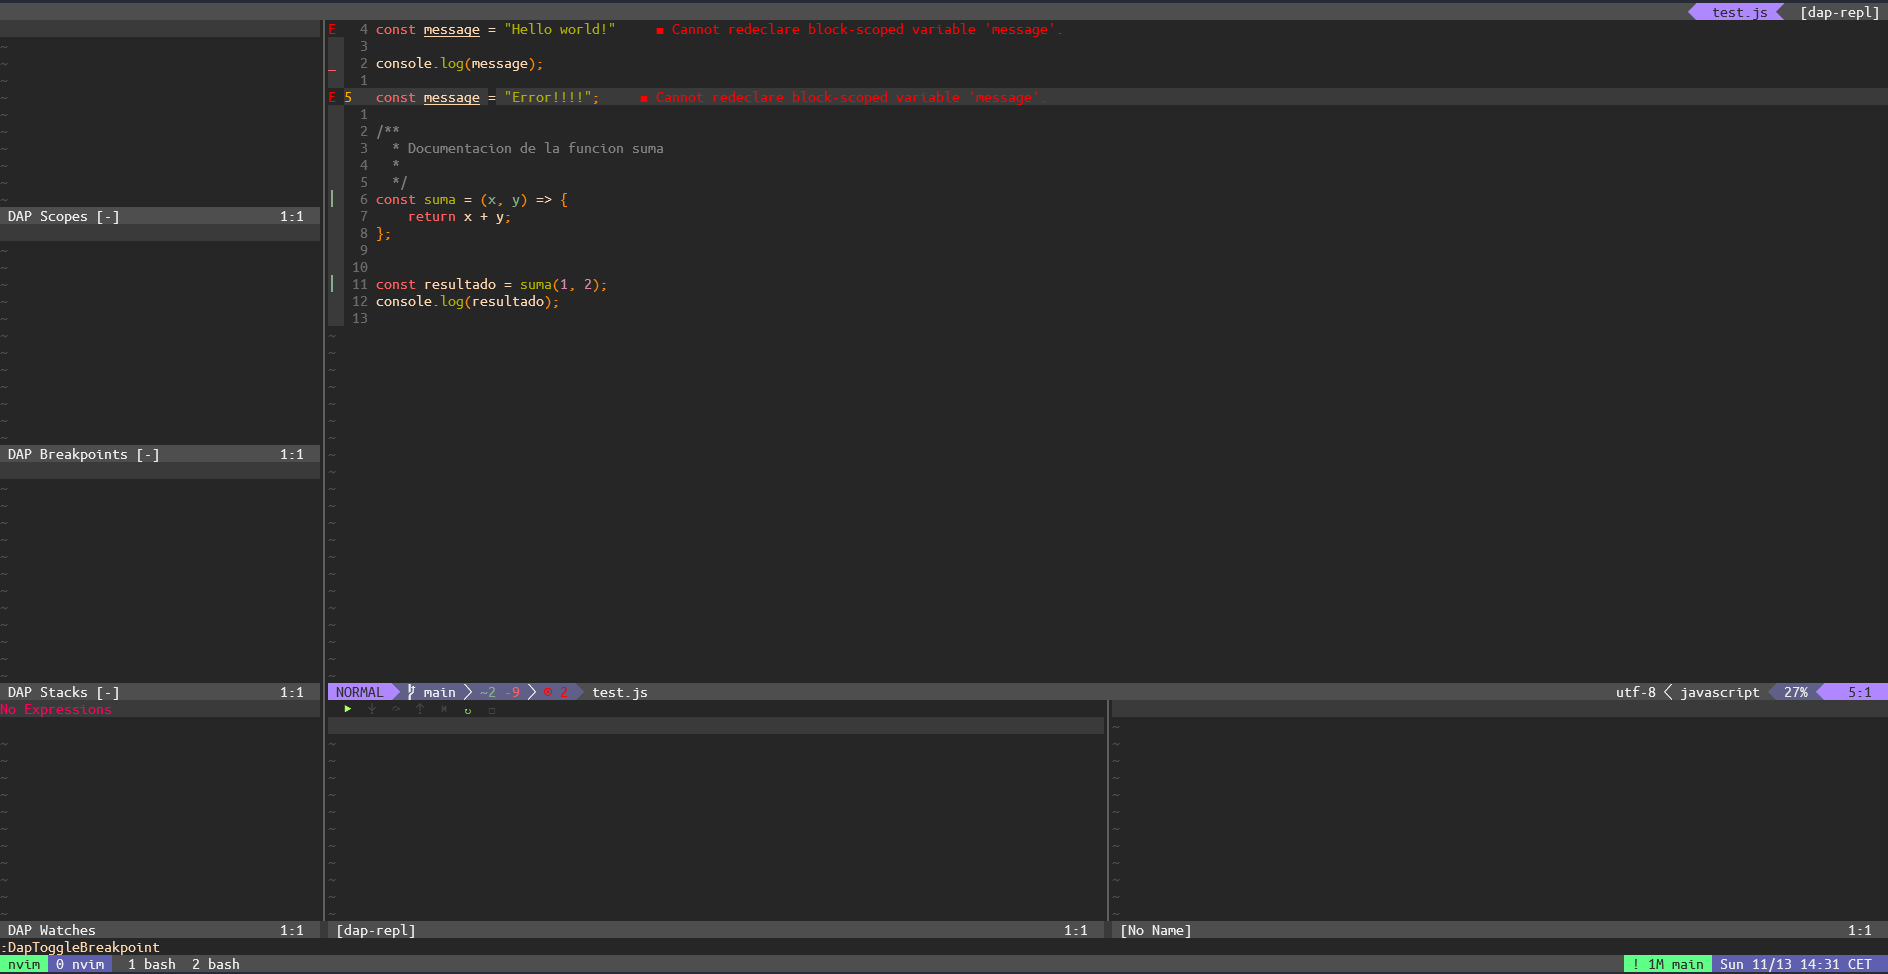 test.js [dap-repl]
E 4 const message = "Hello world!" ■ Cannot redeclare block-scoped variable 'message'.
3
_ 2 console.log(message);
1
E 5 const message = "Error!!!!"; ■ Cannot redeclare block-scoped variable 'message'.
1
2 /**
3 * Documentacion de la funcion suma
4 *
5 */
6 const suma = (x, y) => {
7 return x + y;
8 };
9
10
11 const resultado = suma(1, 2);
12 console.log(resultado);
13
DAP Scopes [-] 1:1
DAP Breakpoints [-] 1:1
DAP Stacks [-] 1:1
NORMAL main ~2 -9 2 test.js utf-8 javascript 27% 5:1
No Expressions
DAP Watches 1:1
[dap-repl] 1:1
[No Name] 1:1
:DapToggleBreakpoint
nvim 0 nvim 1 bash 2 bash ! 1M main Sun 11/13 14:31 CET